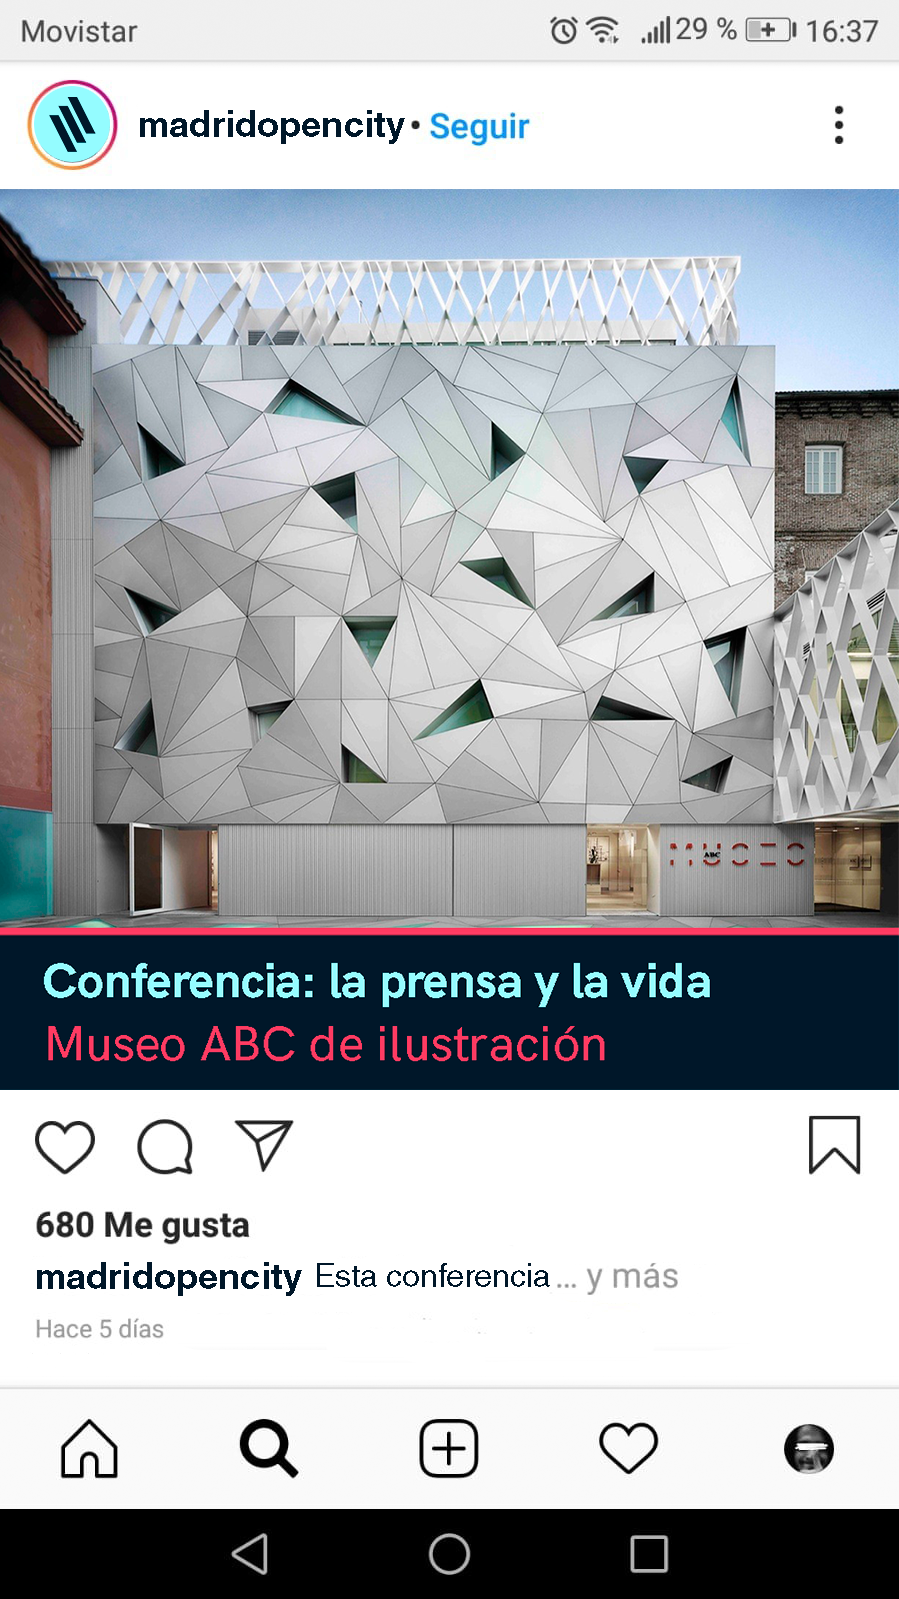 Movistar 29 % 16:37
madridopencity • Seguir
ABC
MUSEO
Conferencia: la prensa y la vida
Museo ABC de ilustración
680 Me gusta
madridopencity Esta conferencia ... y más
Hace 5 días